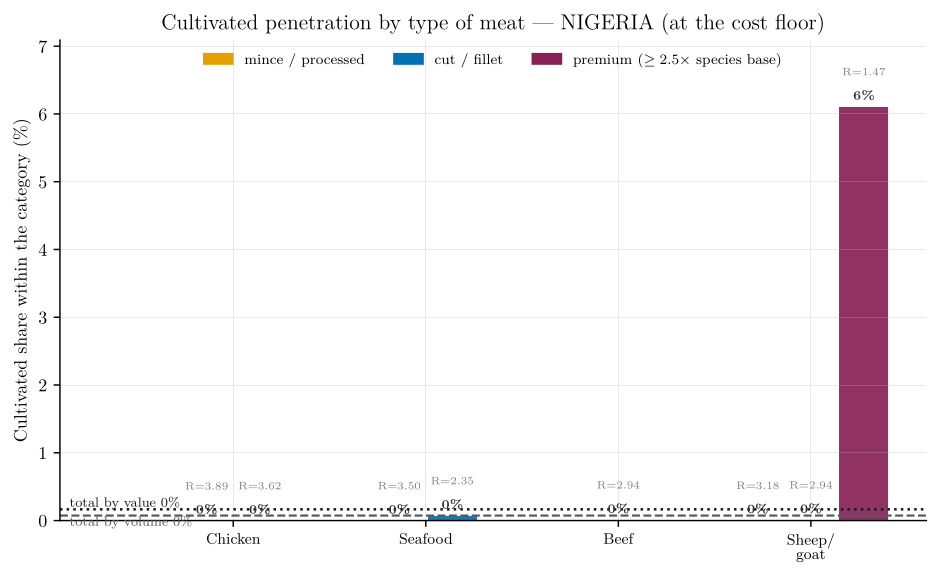 Cultivated penetration by type of meat — NIGERIA (at the cost floor)
mince / processed
cut / fillet
premium (≥ 2.5× species base)
Cultivated share within the category (%)
7
6
5
4
3
2
1
0
R=1.47
6%
R=3.89
R=3.62
R=3.50
R=2.35
R=2.94
R=3.18
R=2.94
total by value 0%
total by volume 0%
0%
0%
0%
0%
0%
0%
0%
Chicken
Seafood
Beef
Sheep/
goat